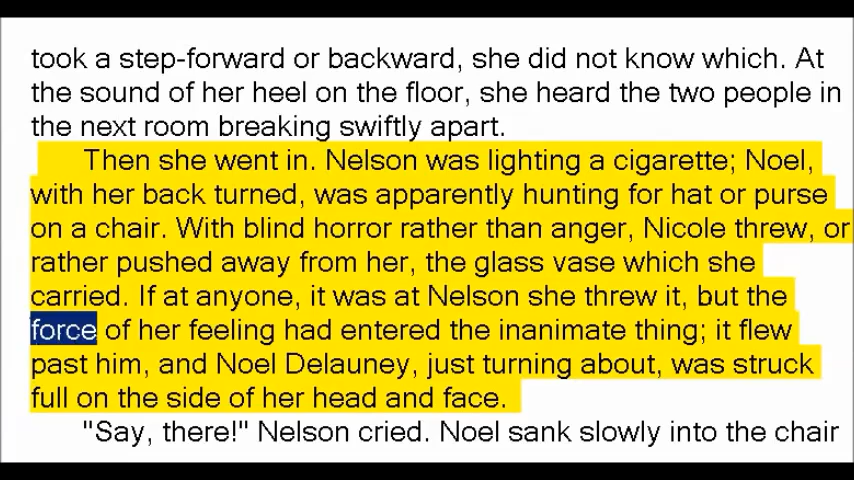 took a step-forward or backward, she did not know which. At
the sound of her heel on the floor, she heard the two people in
the next room breaking swiftly apart.
Then she went in. Nelson was lighting a cigarette; Noel,
with her back turned, was apparently hunting for hat or purse
on a chair. With blind horror rather than anger, Nicole threw, or
rather pushed away from her, the glass vase which she
carried. If at anyone, it was at Nelson she threw it, but the
force of her feeling had entered the inanimate thing; it flew
past him, and Noel Delauney, just turning about, was struck
full on the side of her head and face.
"Say, there!" Nelson cried. Noel sank slowly into the chair